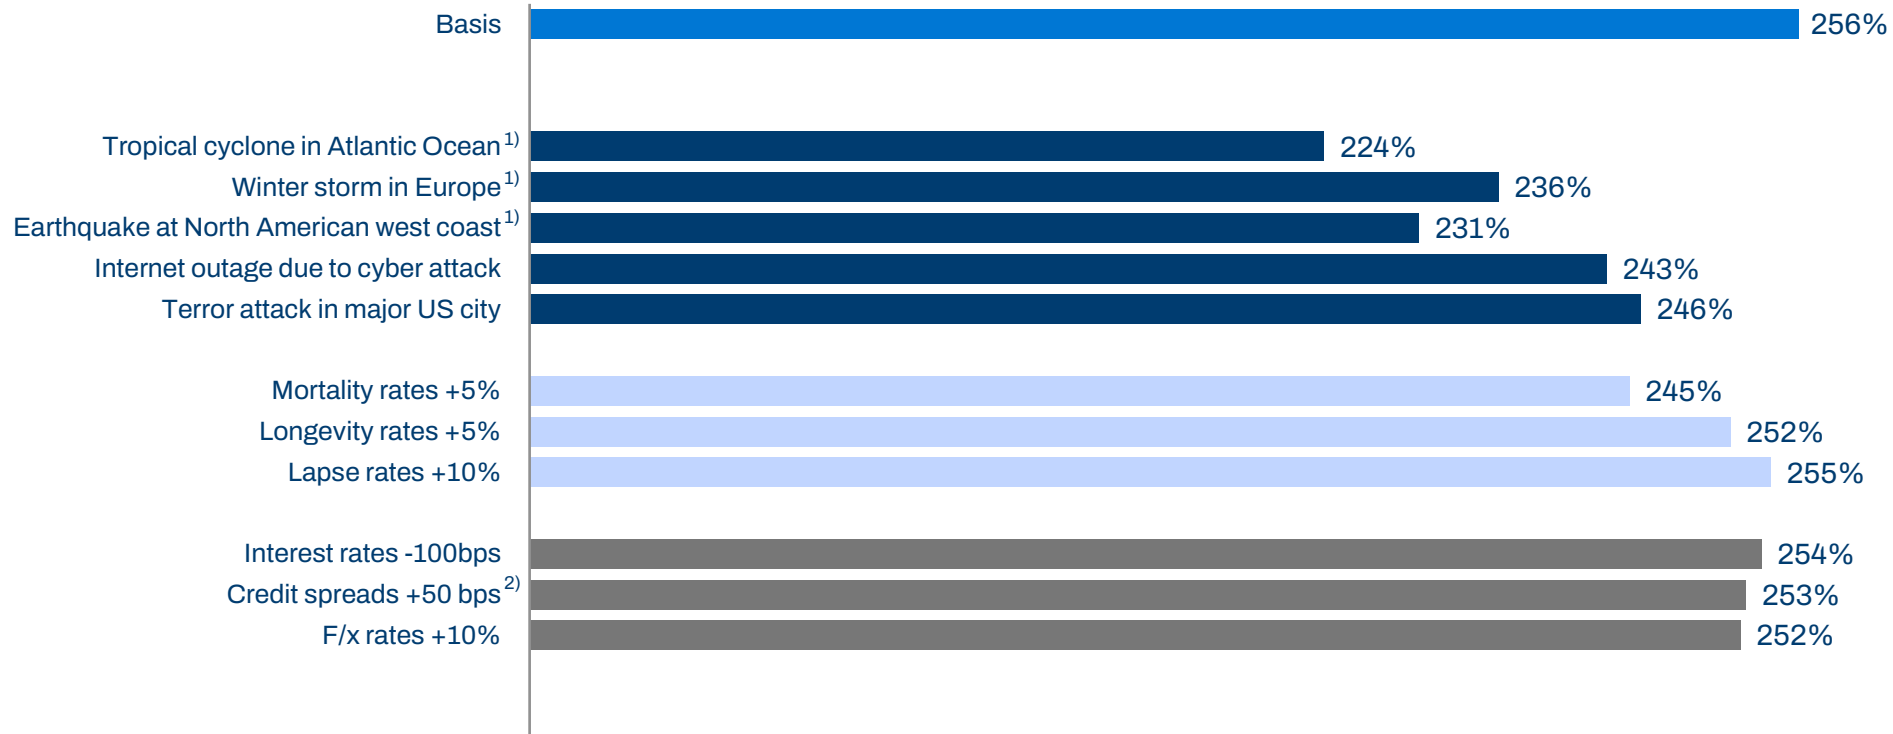 Basis 256%
Tropical cyclone in Atlantic Ocean 1) 224%
Winter storm in Europe 1) 236%
Earthquake at North American west coast 1) 231%
Internet outage due to cyber attack 243%
Terror attack in major US city 246%
Mortality rates +5% 245%
Longevity rates +5% 252%
Lapse rates +10% 255%
Interest rates -100bps 254%
Credit spreads +50 bps 2) 253%
F/x rates +10% 252%